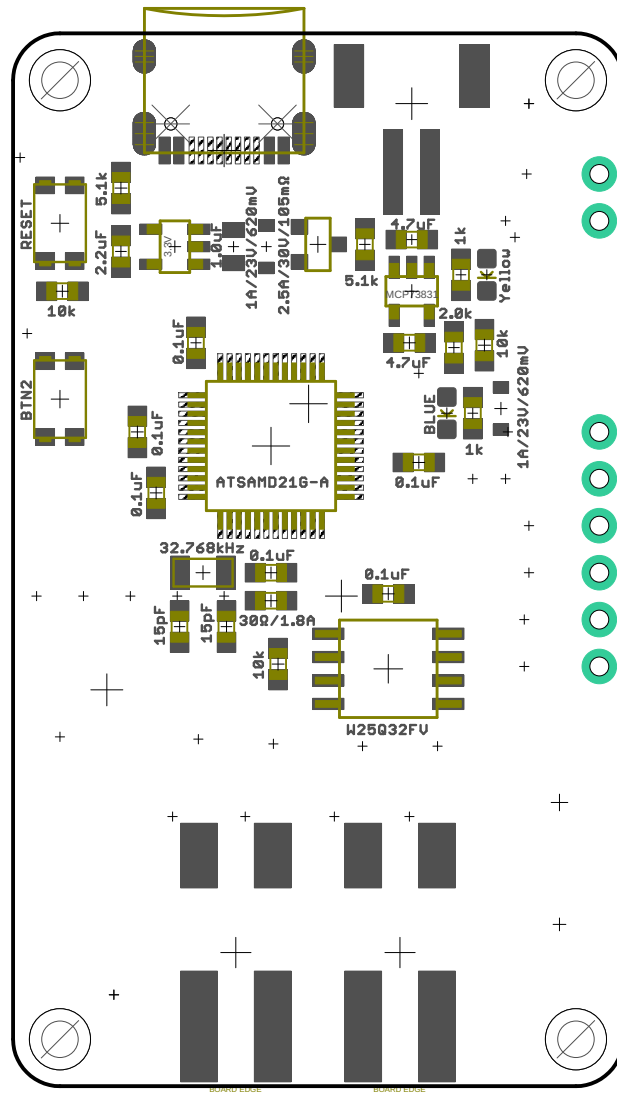 5.1k
RESET
2.2uF
3.3V
1.0uF
1A/23V/620mV
2.5A/30V/105mΩ
5.1k
4.7uF
1k
Yellow
MCP73831
10k
2.0k
10k
0.1uF
4.7uF
BTN2
BLUE
1k
1A/23V/620mV
0.1uF
0.1uF
0.1uF
ATSAMD21G-A
32.768kHz
0.1uF
0.1uF
15pF
15pF
30Ω/1.8A
10k
W25Q32FV
BOARD EDGE
BOARD EDGE